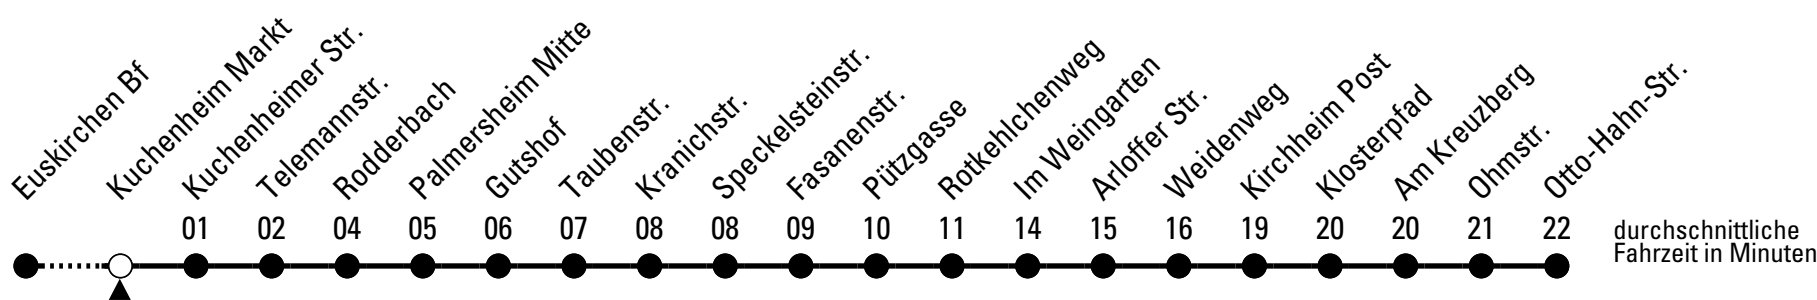 Euskirchen Bf
Kuchenheim Markt
Kuchenheimer Str.
Telemannstr.
Rodderbach
Palmersheim Mitte
Gutshof
Taubenstr.
Kranichstr.
Speckelsteinstr.
Fasanenstr.
Pützgasse
Rotkehlchenweg
Im Weingarten
Arloffer Str.
Weidenweg
Kirchheim Post
Klosterpfad
Am Kreuzberg
Ohmstr.
Otto-Hahn-Str.
01 02 04 05 06 07 08 08 09 10 11 14 15 16 19 20 20 21 22
durchschnittliche
Fahrzeit in Minuten